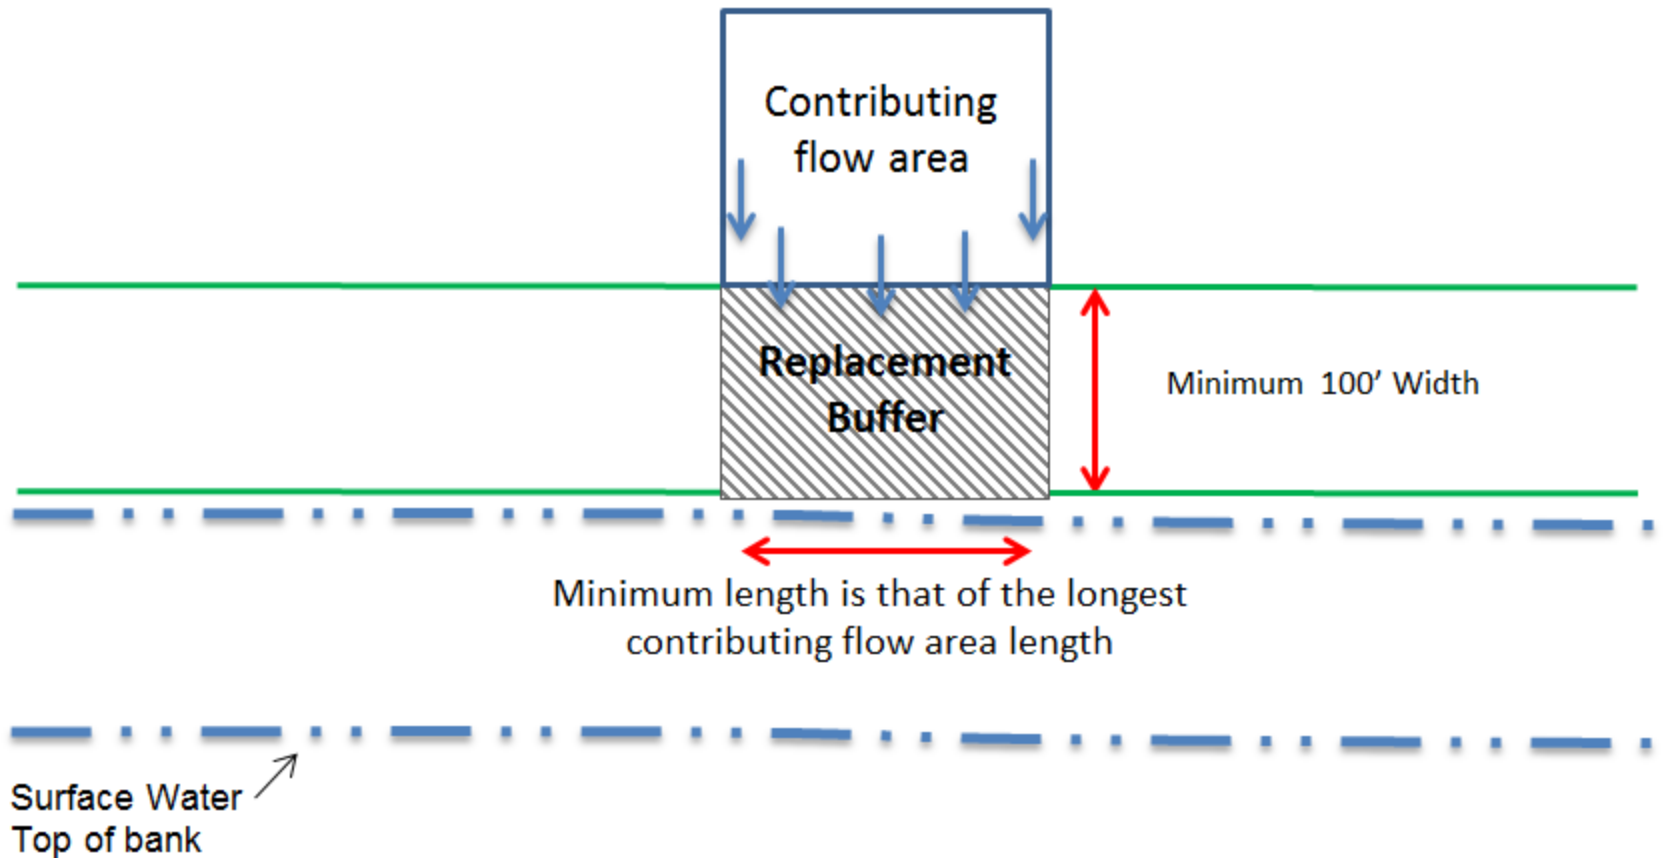 Contributing
flow area
Replacement
Buffer
Minimum 100’ Width
Minimum length is that of the longest
contributing flow area length
Surface Water
Top of bank